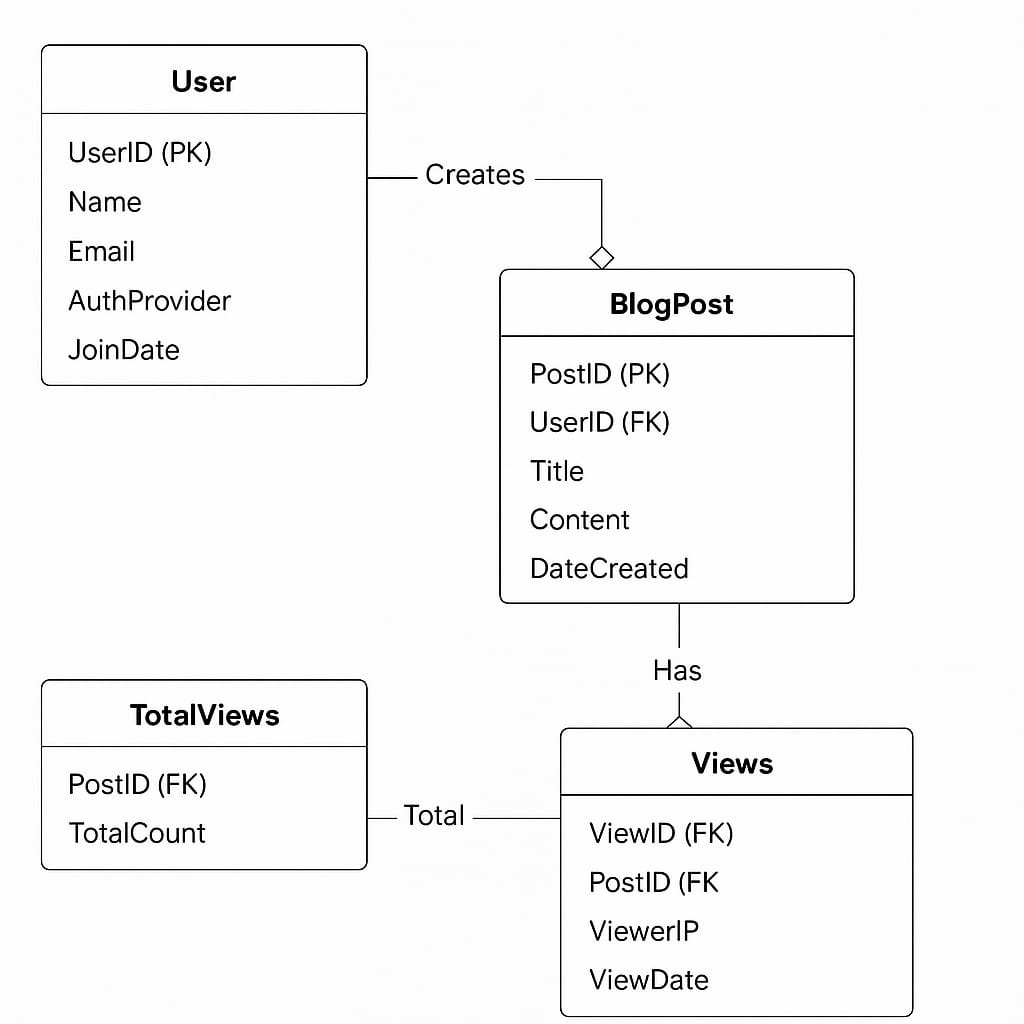 User
UserID (PK)
Name
Email
AuthProvider
JoinDate
Creates
BlogPost
PostID (PK)
UserID (FK)
Title
Content
DateCreated
Has
TotalViews
PostID (FK)
TotalCount
Total
Views
ViewID (FK)
PostID (FK
ViewerIP
ViewDate